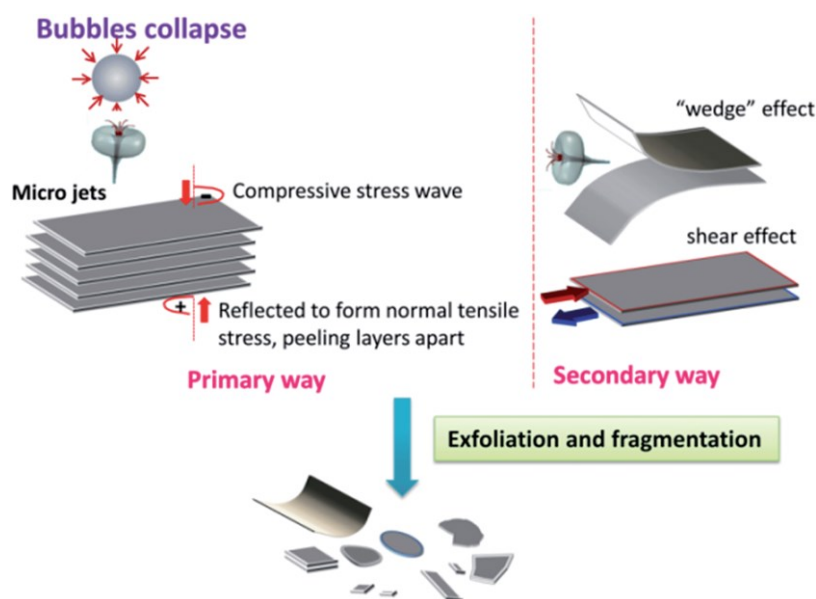 Bubbles collapse
Micro jets
-
Compressive stress wave
+
Reflected to form normal tensile
stress, peeling layers apart
Primary way
“wedge” effect
shear effect
Secondary way
Exfoliation and fragmentation